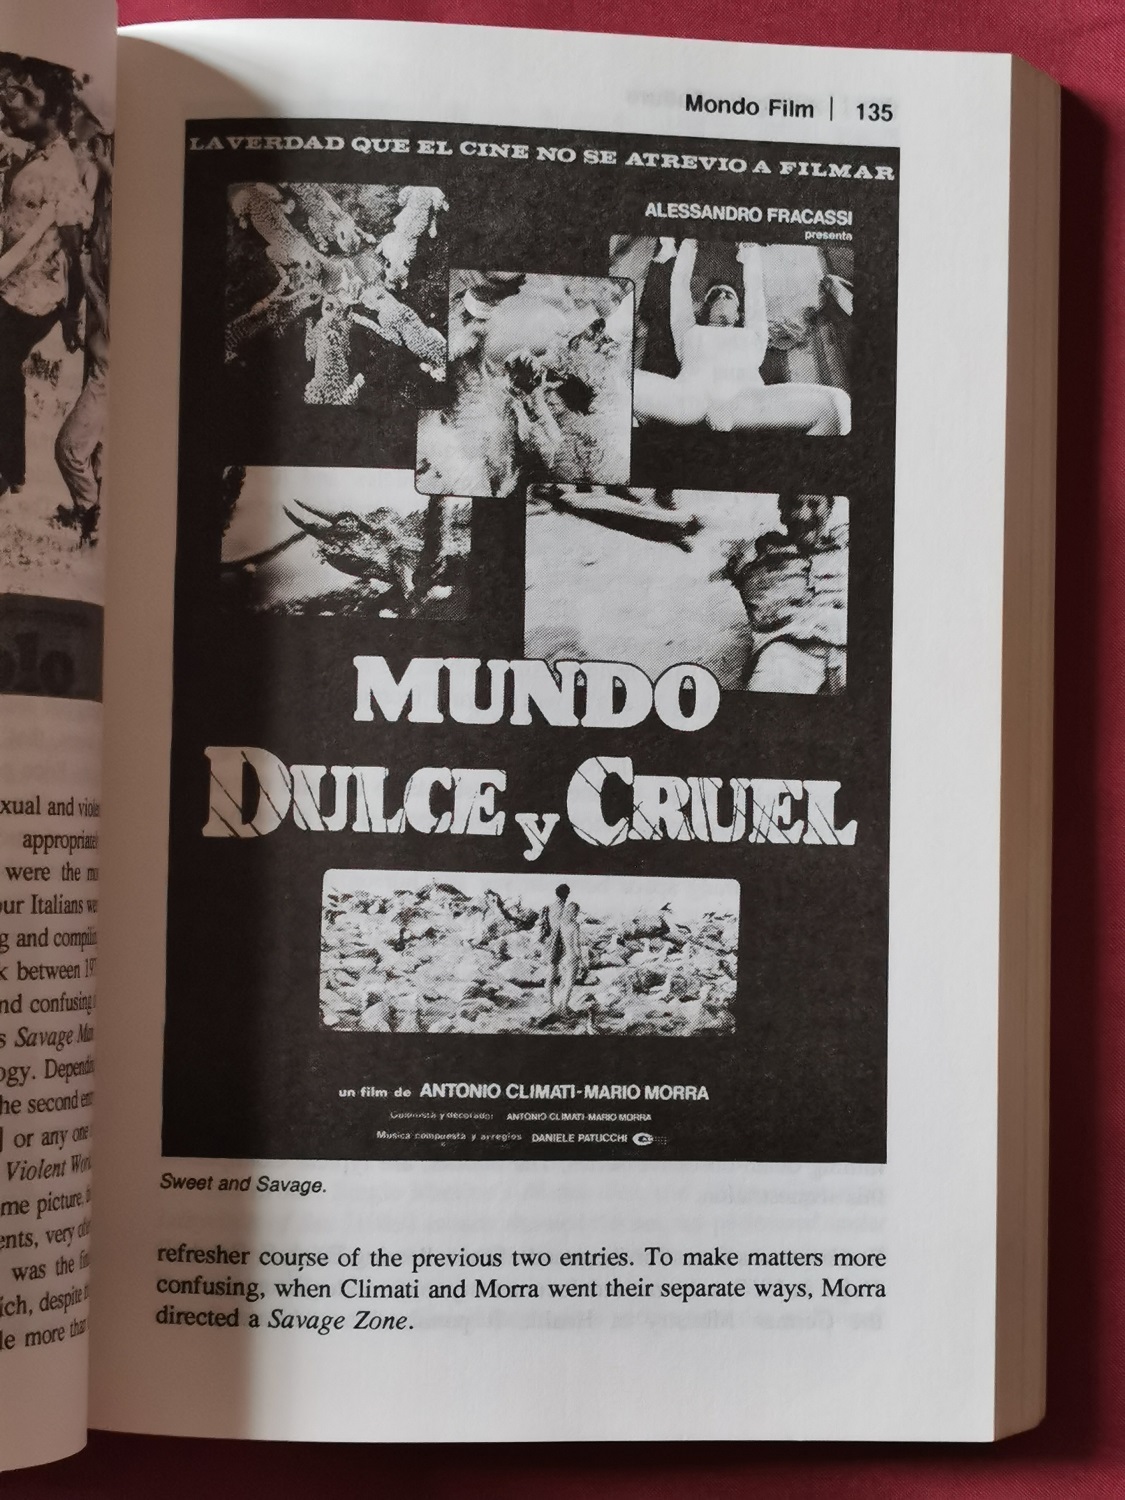 xual and
were the
our Italians
g and
k between
nd confusing
s Savage
ogy.
he second
or any one
Violent
me picture,
ents, very
was the
ich, despite
le more than
Mondo Film | 135
LA VERDAD QUE EL CINE NO SE ATREVIO A FILMAR
ALESSANDRO FRACASSI
presenta
MUNDO
DULCE y CRUEL
un film de ANTONIO CLIMATI-MARIO MORRA
y decorador ANTONIO CLIMATI-MARIO MORRA
Musica compuesta y arreglos DANIELE PATUCCHI
Sweet and Savage.
refresher course of the previous two entries. To make matters more
confusing, when Climati and Morra went their separate ways, Morra
directed a Savage Zone.